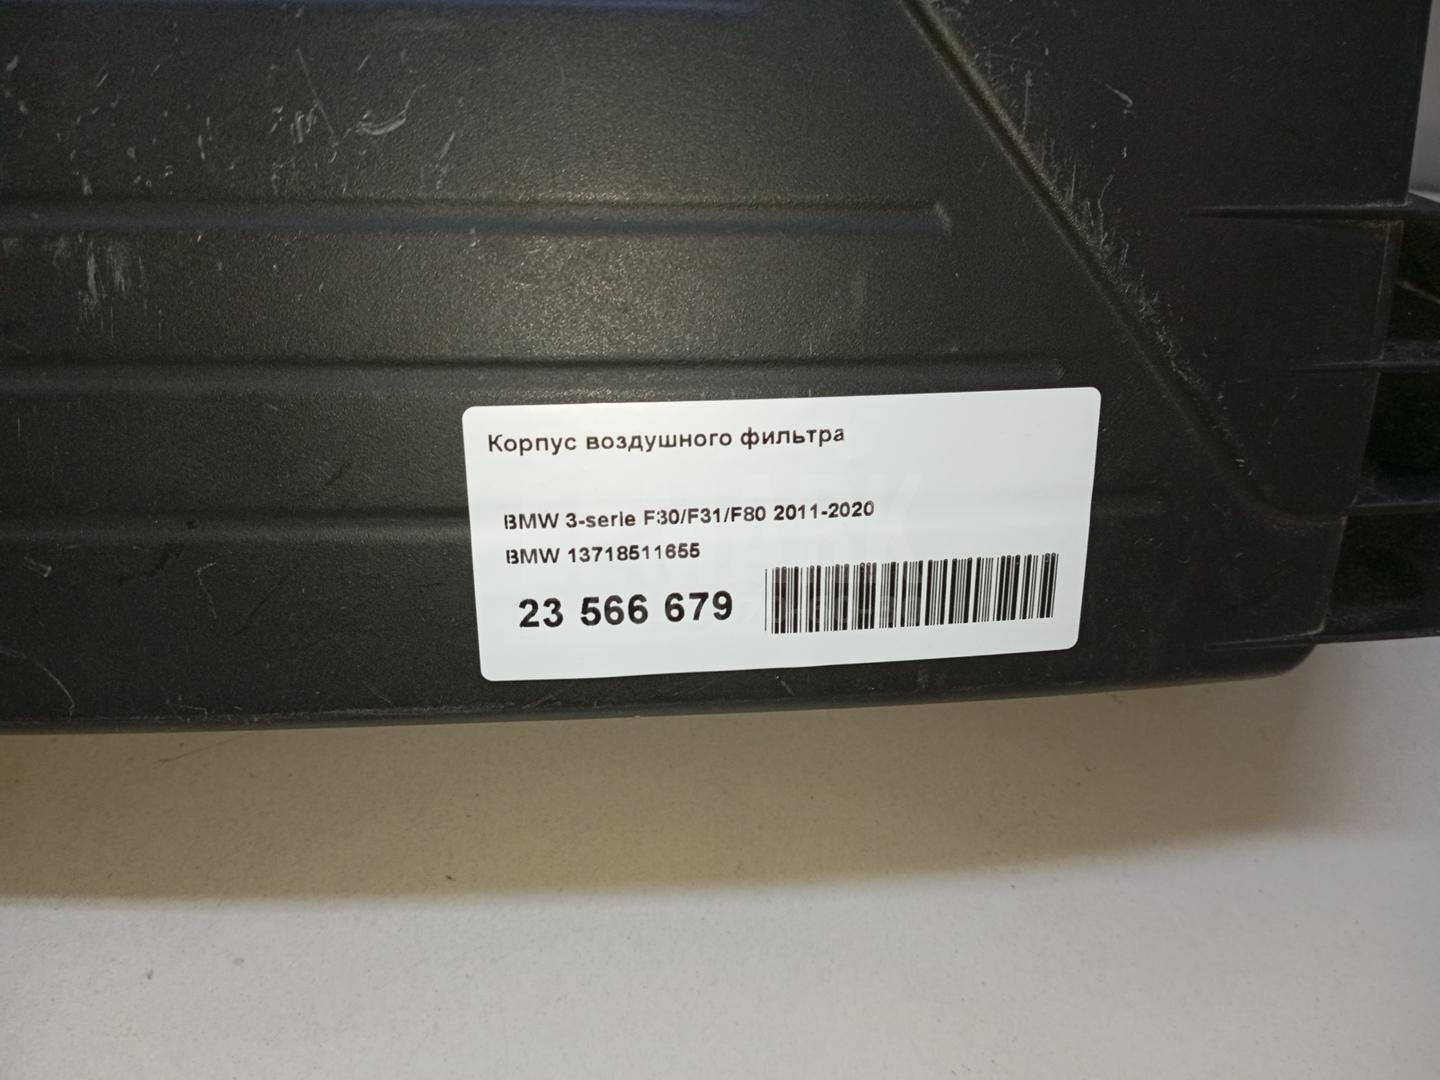 Корпус воздушного фильтра
BMW 3-serie F30/F31/F80 2011-2020
BMW 13718511655
23 566 679